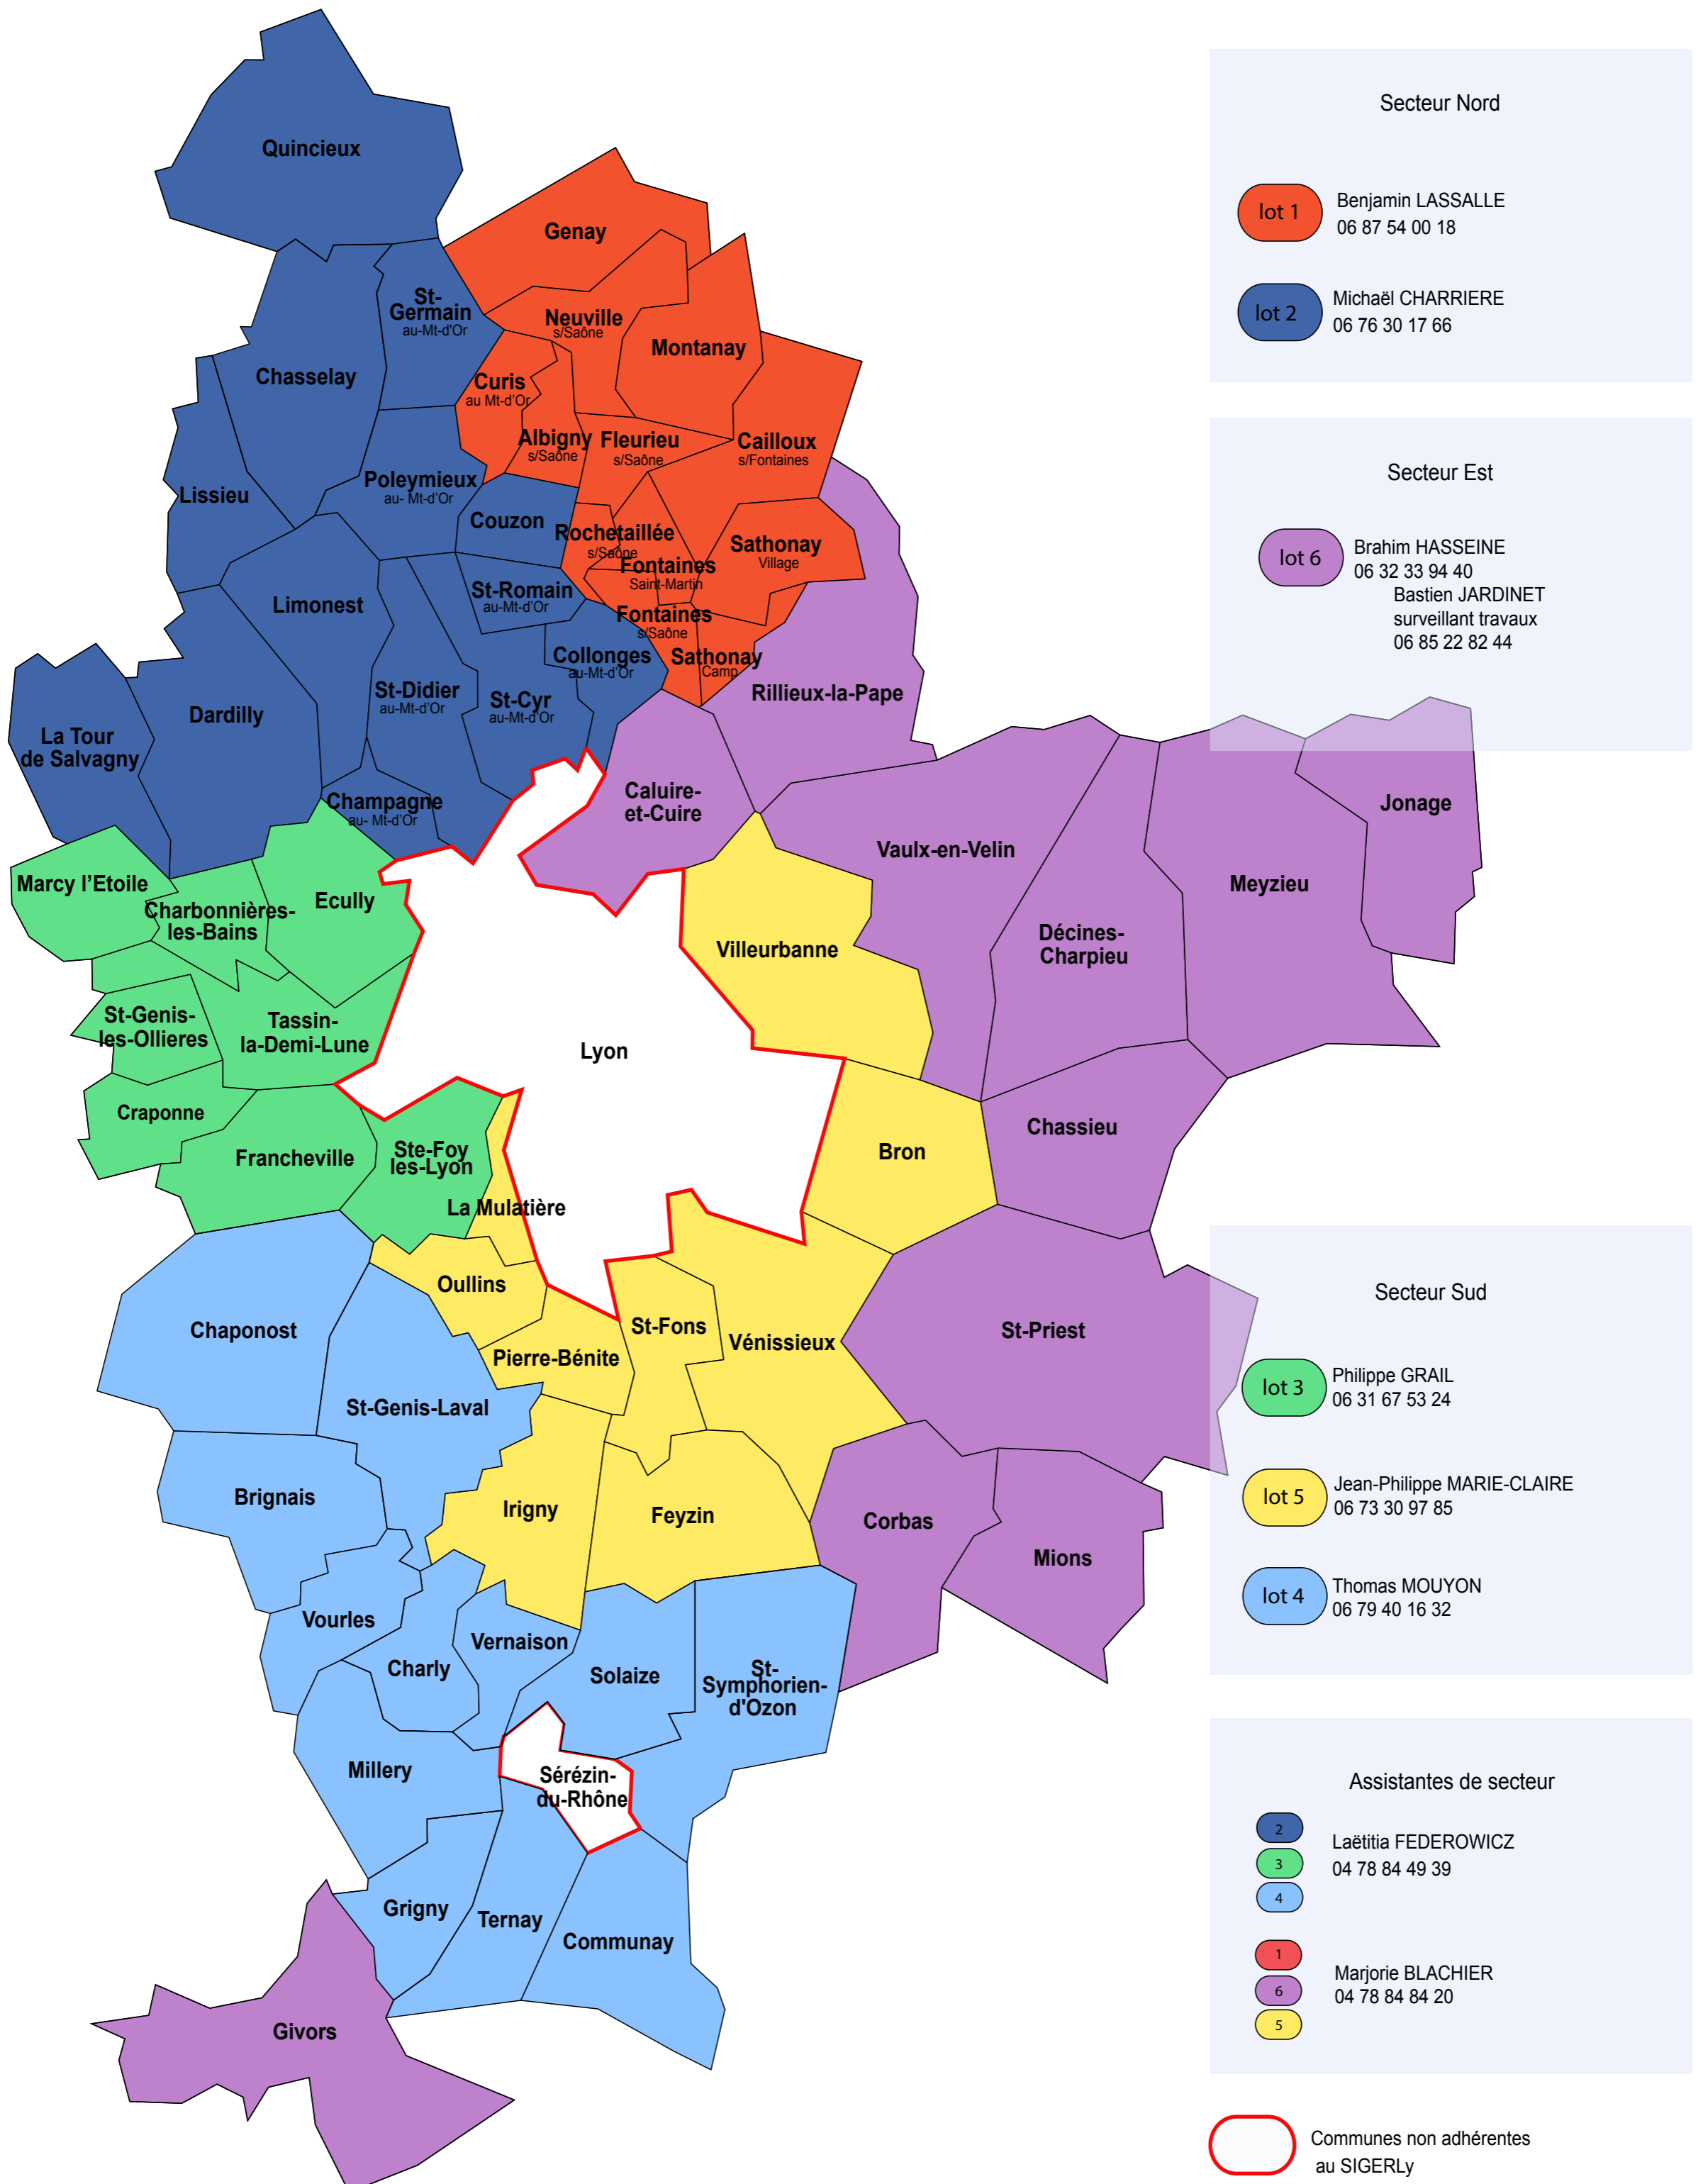 Quincieux
Genay
St-
Germain
au-Mt-d'Or
Neuville
s/Saône
Montanay
Chasselay
Curis
au Mt-d'Or
Albigny
s/Saône
Fleurieu
s/Saône
Cailloux
s/Fontaines
Lissieu
Poleymieux
au- Mt-d'Or
Couzon
Rochetaillée
s/Saône
Sathonay
Village
Fontaines
Saint-Martin
Limonest
St-Romain
au-Mt-d'Or
Fontaines
s/Saône
Collonges
au-Mt-d'Or
Sathonay
Camp
Rillieux-la-Pape
St-Didier
au-Mt-d'Or
St-Cyr
au-Mt-d'Or
Dardilly
La Tour
de Salvagny
Champagne
au- Mt-d'Or
Caluire-
et-Cuire
Jonage
Vaulx-en-Velin
Meyzieu
Marcy l'Etoile
Charbonnières-
les-Bains
Ecully
Villeurbanne
Décines-
Charpieu
St-Genis-
les-Ollieres
Tassin-
la-Demi-Lune
Lyon
Craponne
Francheville
Ste-Foy
les-Lyon
La Mulatière
Bron
Chassieu
Oullins
Chaponost
St-Fons
Vénissieux
St-Priest
Pierre-Bénite
St-Genis-Laval
Brignais
Irigny
Feyzin
Corbas
Mions
Vourles
Charly
Vernaison
Solaize
St-
Symphorien-
d'Ozon
Millery
Sérézin-
du-Rhône
Grigny
Ternay
Communay
Givors
Secteur Nord
lot 1
Benjamin LASSALLE
06 87 54 00 18
lot 2
Michaël CHARRIERE
06 76 30 17 66
Secteur Est
lot 6
Brahim HASSEINE
06 32 33 94 40
Bastien JARDINET
surveillant travaux
06 85 22 82 44
Secteur Sud
lot 3
Philippe GRAIL
06 31 67 53 24
lot 5
Jean-Philippe MARIE-CLAIRE
06 73 30 97 85
lot 4
Thomas MOUYON
06 79 40 16 32
Assistantes de secteur
2
3
4
Laëtitia FEDEROWICZ
04 78 84 49 39
1
6
5
Marjorie BLACHIER
04 78 84 84 20
Communes non adhérentes
au SIGERLy